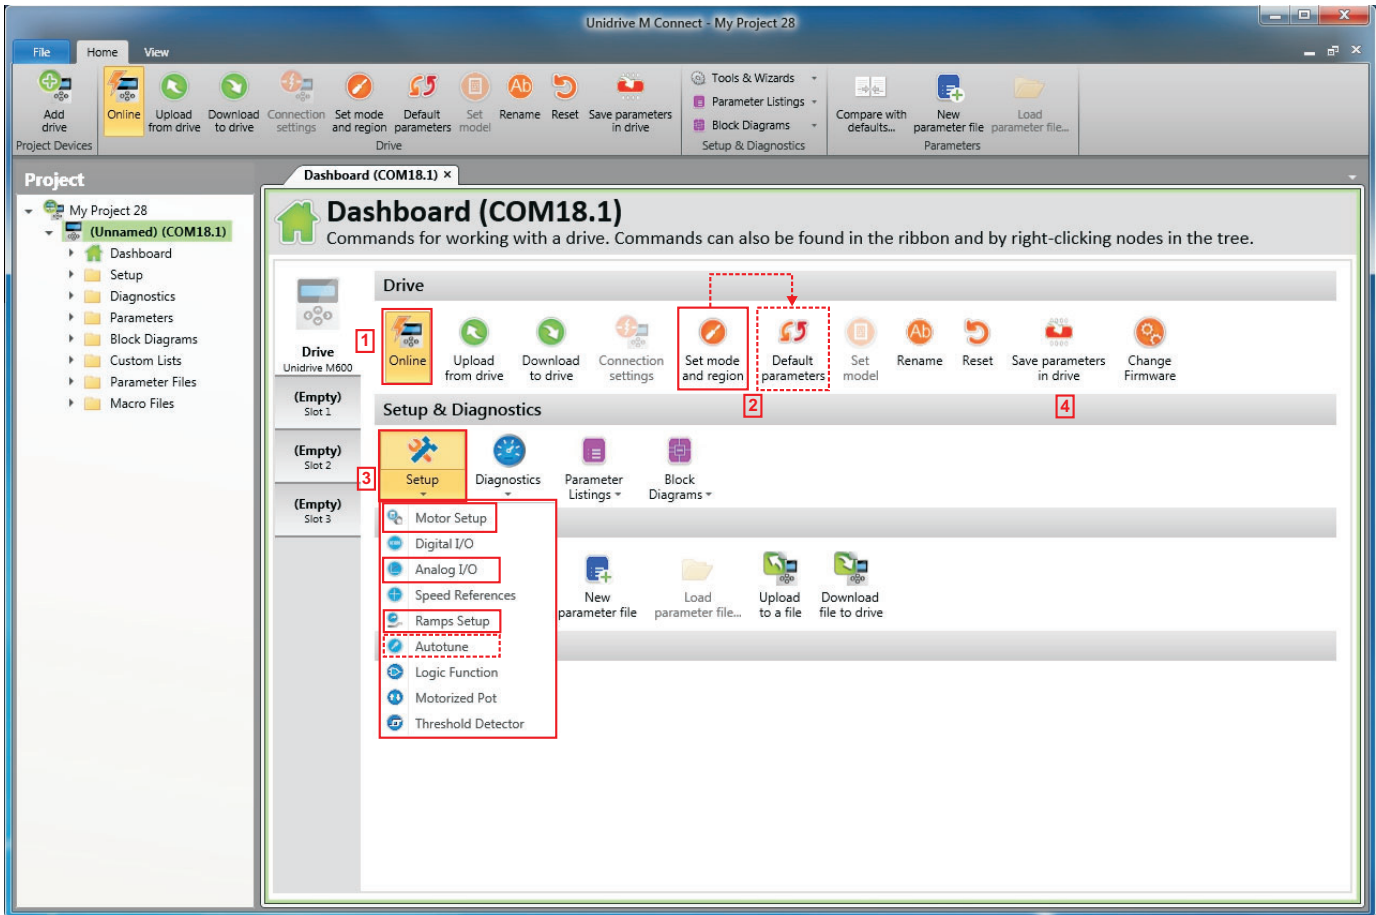 Unidrive M Connect - My Project 28
File Home View
Add drive
Online
Upload from drive
Download to drive
Connection settings
Set mode and region
Default parameters
Set model
Rename
Reset
Save parameters in drive
Tools & Wizards
Parameter Listings
Block Diagrams
Compare with defaults...
New parameter file
Load parameter file...
Project Devices
Drive
Setup & Diagnostics
Parameters
Project
My Project 28
(Unnamed) (COM18.1)
Dashboard
Setup
Diagnostics
Parameters
Block Diagrams
Custom Lists
Parameter Files
Macro Files
Dashboard (COM18.1) ×
Dashboard (COM18.1)
Commands for working with a drive. Commands can also be found in the ribbon and by right-clicking nodes in the tree.
Drive
Unidrive M600
(Empty)
Slot 1
(Empty)
Slot 2
(Empty)
Slot 3
Drive
1
Online
Upload
from drive
Download
to drive
Connection
settings
Set mode
and region
Default
parameters
Set
model
Rename
Reset
Save parameters
in drive
Change
Firmware
2
4
Setup & Diagnostics
3
Setup
Diagnostics
Parameter
Listings
Block
Diagrams
Motor Setup
Digital I/O
Analog I/O
Speed References
Ramps Setup
Autotune
Logic Function
Motorized Pot
Threshold Detector
New
parameter file
Load
parameter file...
Upload
to a file
Download
file to drive
Ab
Ab